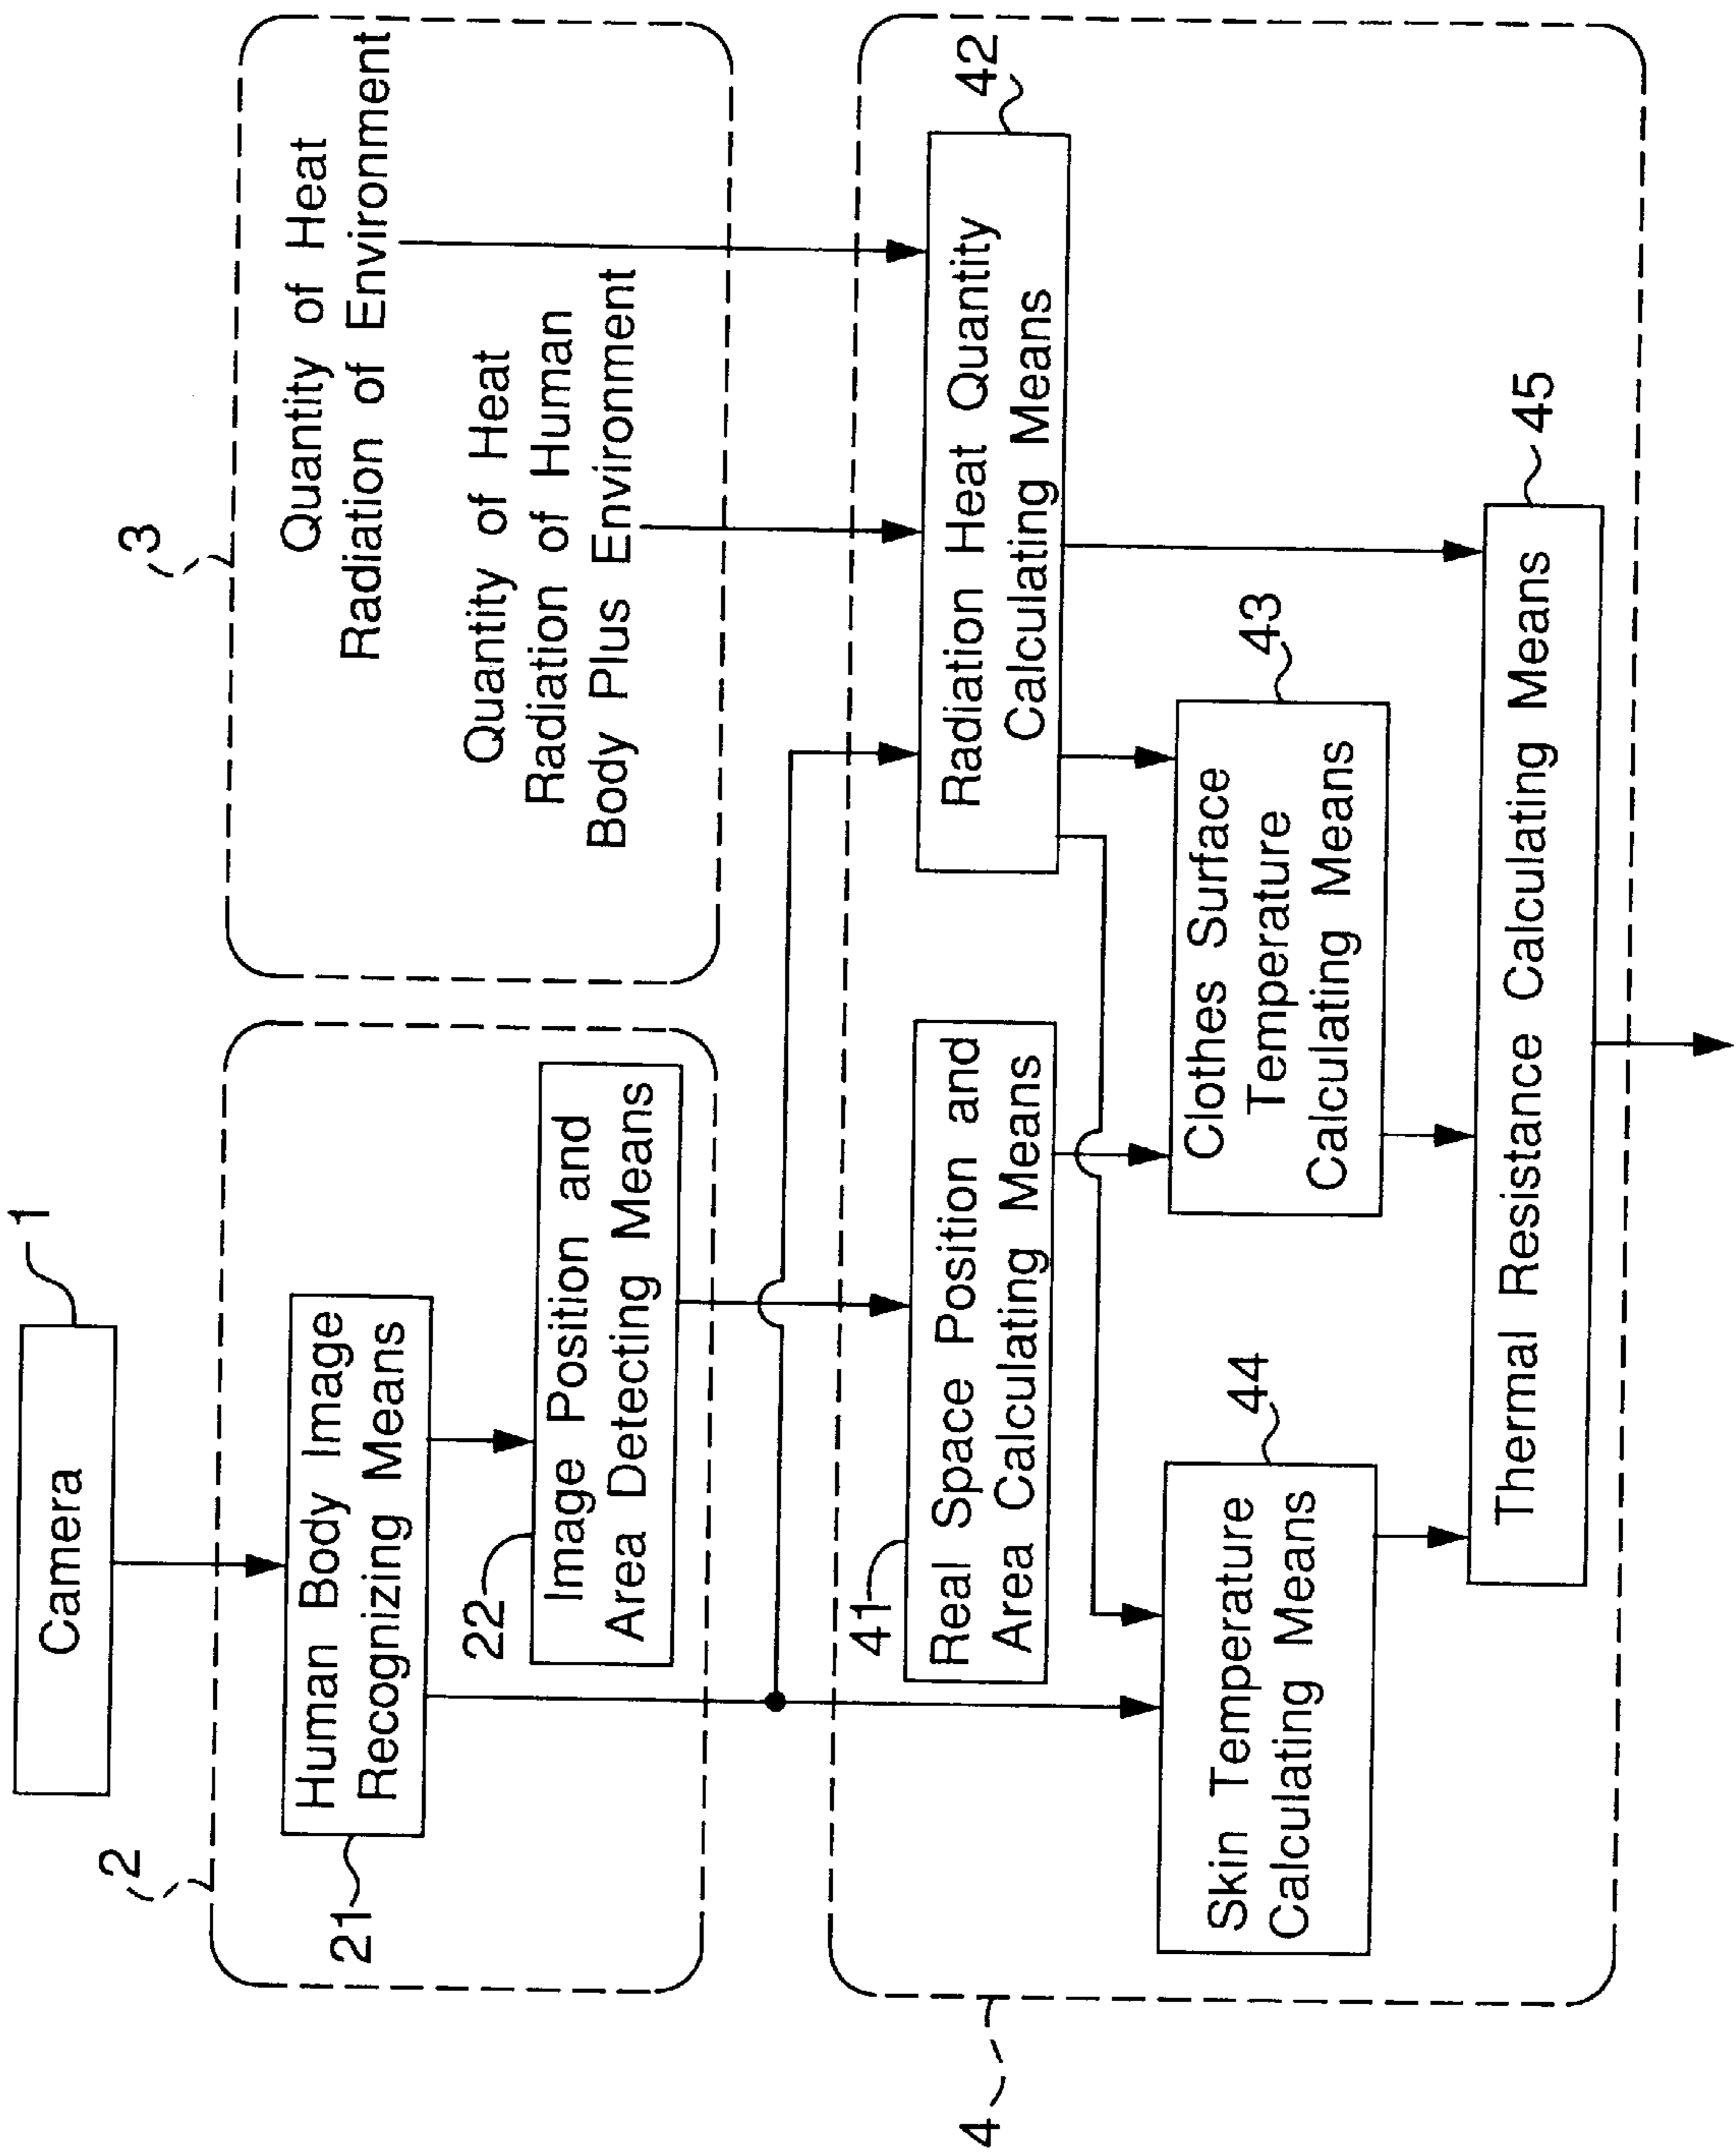 1
Camera
2
21
Human Body Image
Recognizing Means
22
Image Position and
Area Detecting Means
3
Quantity of Heat
Radiation of Environment
Quantity of Heat
Radiation of Human
Body Plus Environment
4
41
Real Space Position and
Area Calculating Means
42
Radiation Heat Quantity
Calculating Means
43
Clothes Surface
Temperature
Calculating Means
44
Skin Temperature
Calculating Means
45
Thermal Resistance Calculating Means